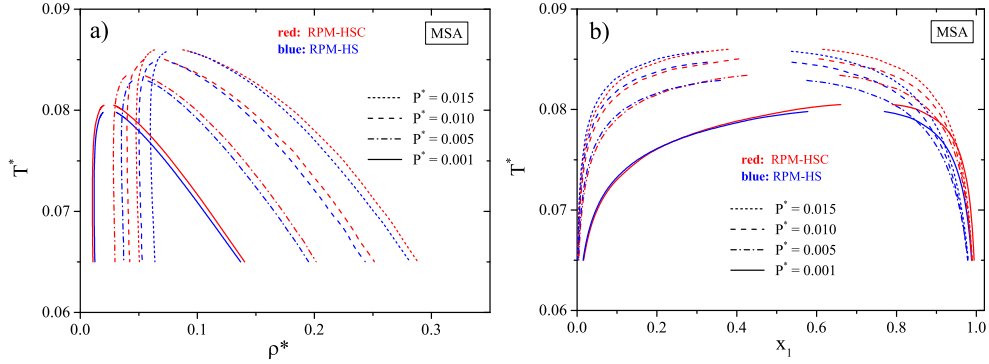 a)
red: RPM-HSC
blue: RPM-HS
MSA
P* = 0.015
P* = 0.010
P* = 0.005
P* = 0.001
T*
0.09
0.08
0.07
0.06
0.0 0.1 0.2 0.3
ρ*
b)
MSA
red: RPM-HSC
blue: RPM-HS
P* = 0.015
P* = 0.010
P* = 0.005
P* = 0.001
T*
0.09
0.08
0.07
0.06
0.0 0.2 0.4 0.6 0.8 1.0
x₁